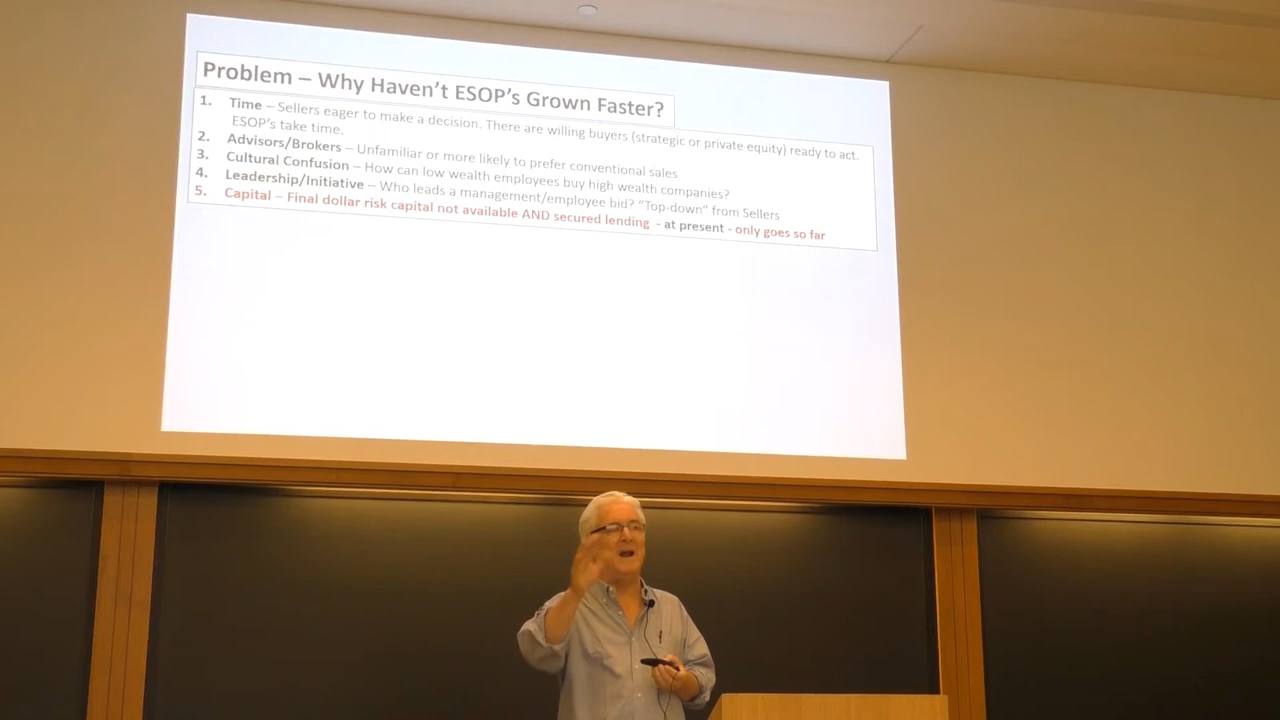 Problem – Why Haven't ESOP's Grown Faster?
1. Time – Sellers eager to make a decision. There are willing buyers (strategic or private equity) ready to act.
ESOP's take time.
2. Advisors/Brokers – Unfamiliar or more likely to prefer conventional sales
3. Cultural Confusion – How can low wealth employees buy high wealth companies?
4. Leadership/Initiative – Who leads a management/employee bid? "Top-down" from Sellers
5. Capital – Final dollar risk capital not available AND secured lending - at present - only goes so far